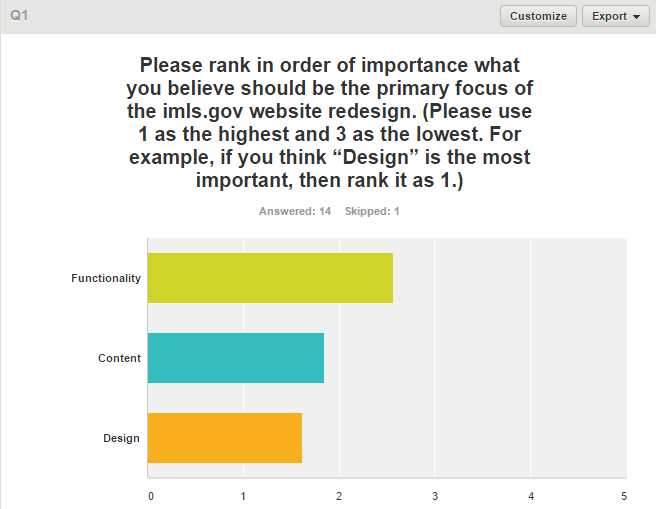 Q1
Customize
Export
Please rank in order of importance what
you believe should be the primary focus of
the imls.gov website redesign. (Please use
1 as the highest and 3 as the lowest. For
example, if you think “Design” is the most
important, then rank it as 1.)
Answered: 14 Skipped: 1
Functionality
Content
Design
0 1 2 3 4 5